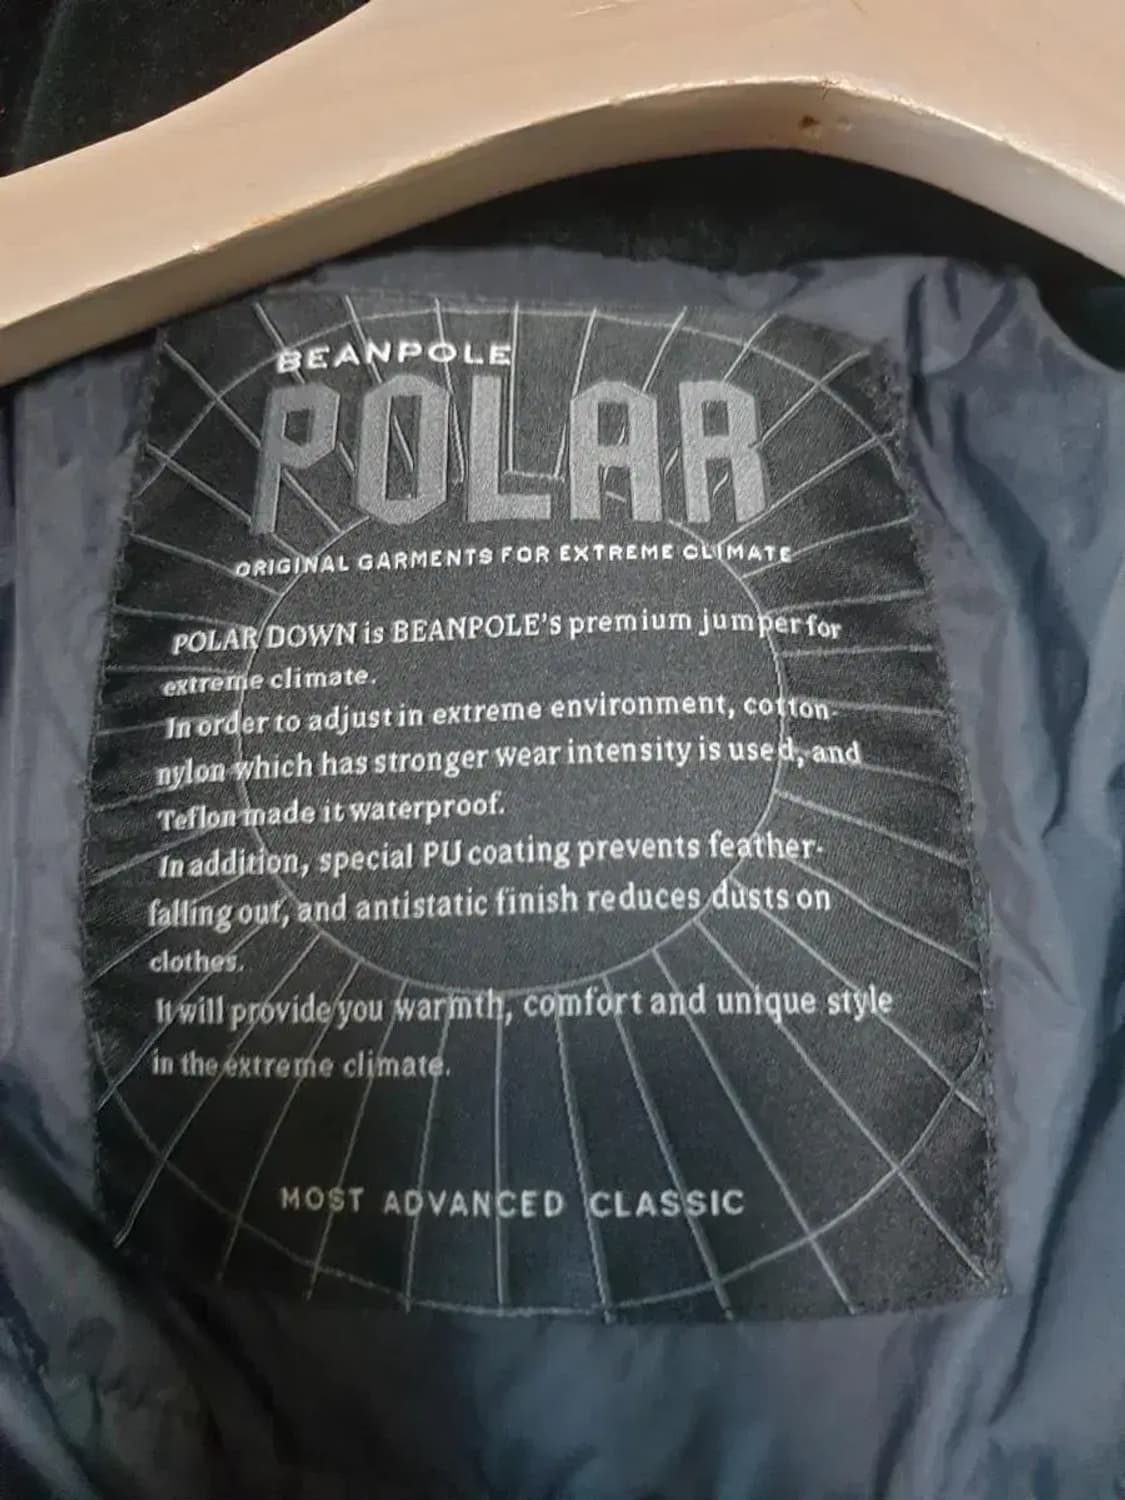 BEANPOLE
POLAR
ORIGINAL GARMENTS FOR EXTREME CLIMATE
POLAR DOWN is BEANPOLE'S premium jumper for
extreme climate.
In order to adjust in extreme environment, cotton-
nylon which has stronger wear intensity is used, and
Teflon made it waterproof.
In addition, special PU coating prevents feather-
falling out, and antistatic finish reduces dusts on
clothes.
It will provide you warmth, comfort and unique style
in the extreme climate.
MOST ADVANCED CLASSIC